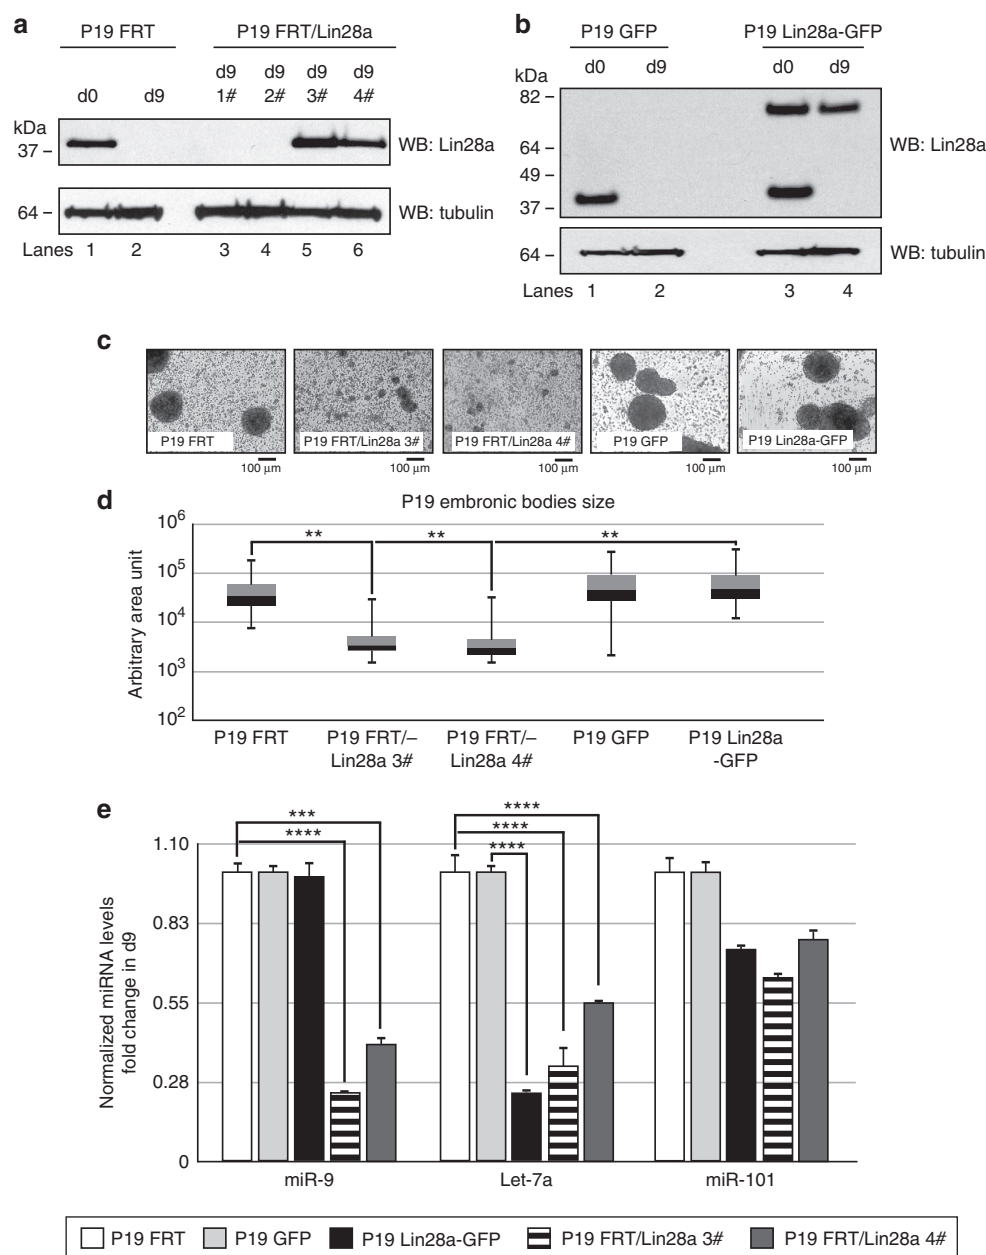 a
P19 FRT
P19 FRT/Lin28a
d0
d9
d9 1#
d9 2#
d9 3#
d9 4#
kDa
37
WB: Lin28a
64
WB: tubulin
Lanes 1 2 3 4 5 6
b
P19 GFP
P19 Lin28a-GFP
d0 d9 d0 d9
kDa
82
64
49
37
WB: Lin28a
64
WB: tubulin
Lanes 1 2 3 4
c
P19 FRT
P19 FRT/Lin28a 3#
P19 FRT/Lin28a 4#
P19 GFP
P19 Lin28a-GFP
100 µm 100 µm 100 µm 100 µm 100 µm
d
P19 embronic bodies size
Arbitrary area unit
10⁶
10⁵
10⁴
10³
10²
** ** **
P19 FRT
P19 FRT/–
Lin28a 3#
P19 FRT/–
Lin28a 4#
P19 GFP
P19 Lin28a
-GFP
e
Normalized miRNA levels
fold change in d9
1.10
0.83
0.55
0.28
0
***
****
****
****
****
miR-9 Let-7a miR-101
P19 FRT P19 GFP P19 Lin28a-GFP P19 FRT/Lin28a 3# P19 FRT/Lin28a 4#